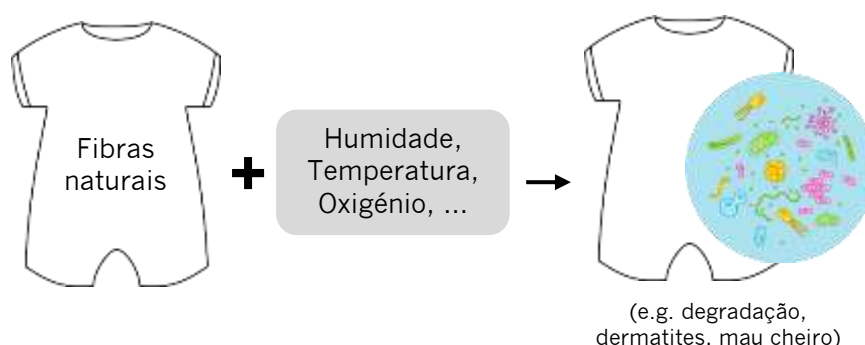 Fibras
naturais
+
Humidade,
Temperatura,
Oxigénio, ...
(e.g. degradação,
dermatites, mau cheiro)